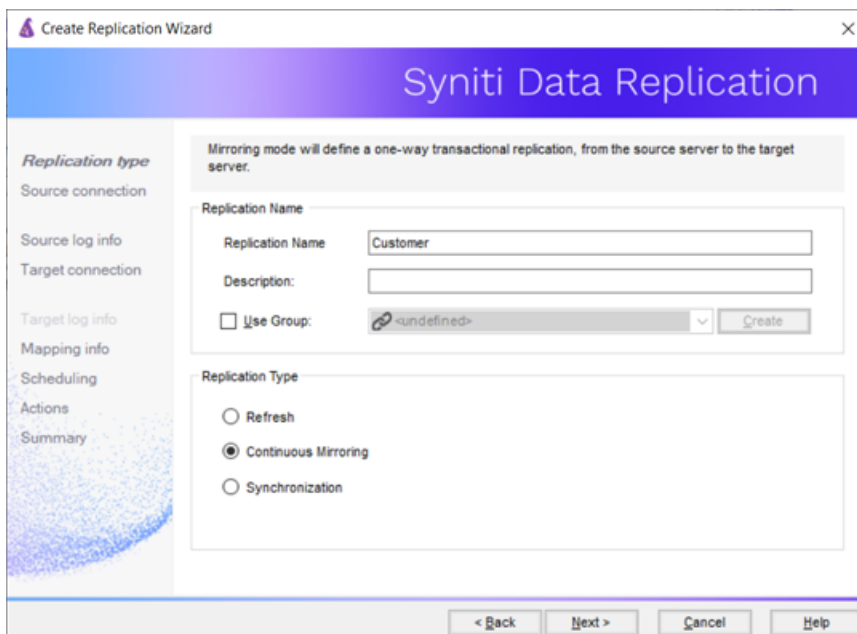 Create Replication Wizard
Syniti Data Replication
Replication type
Source connection
Source log info
Target connection
Target log info
Mapping info
Scheduling
Actions
Summary
Mirroring mode will define a one-way transactional replication, from the source server to the target
server.
Replication Name
Replication Name Customer
Description:
Use Group: <undefined> Create
Replication Type
Refresh
Continuous Mirroring
Synchronization
< Back Next > Cancel Help